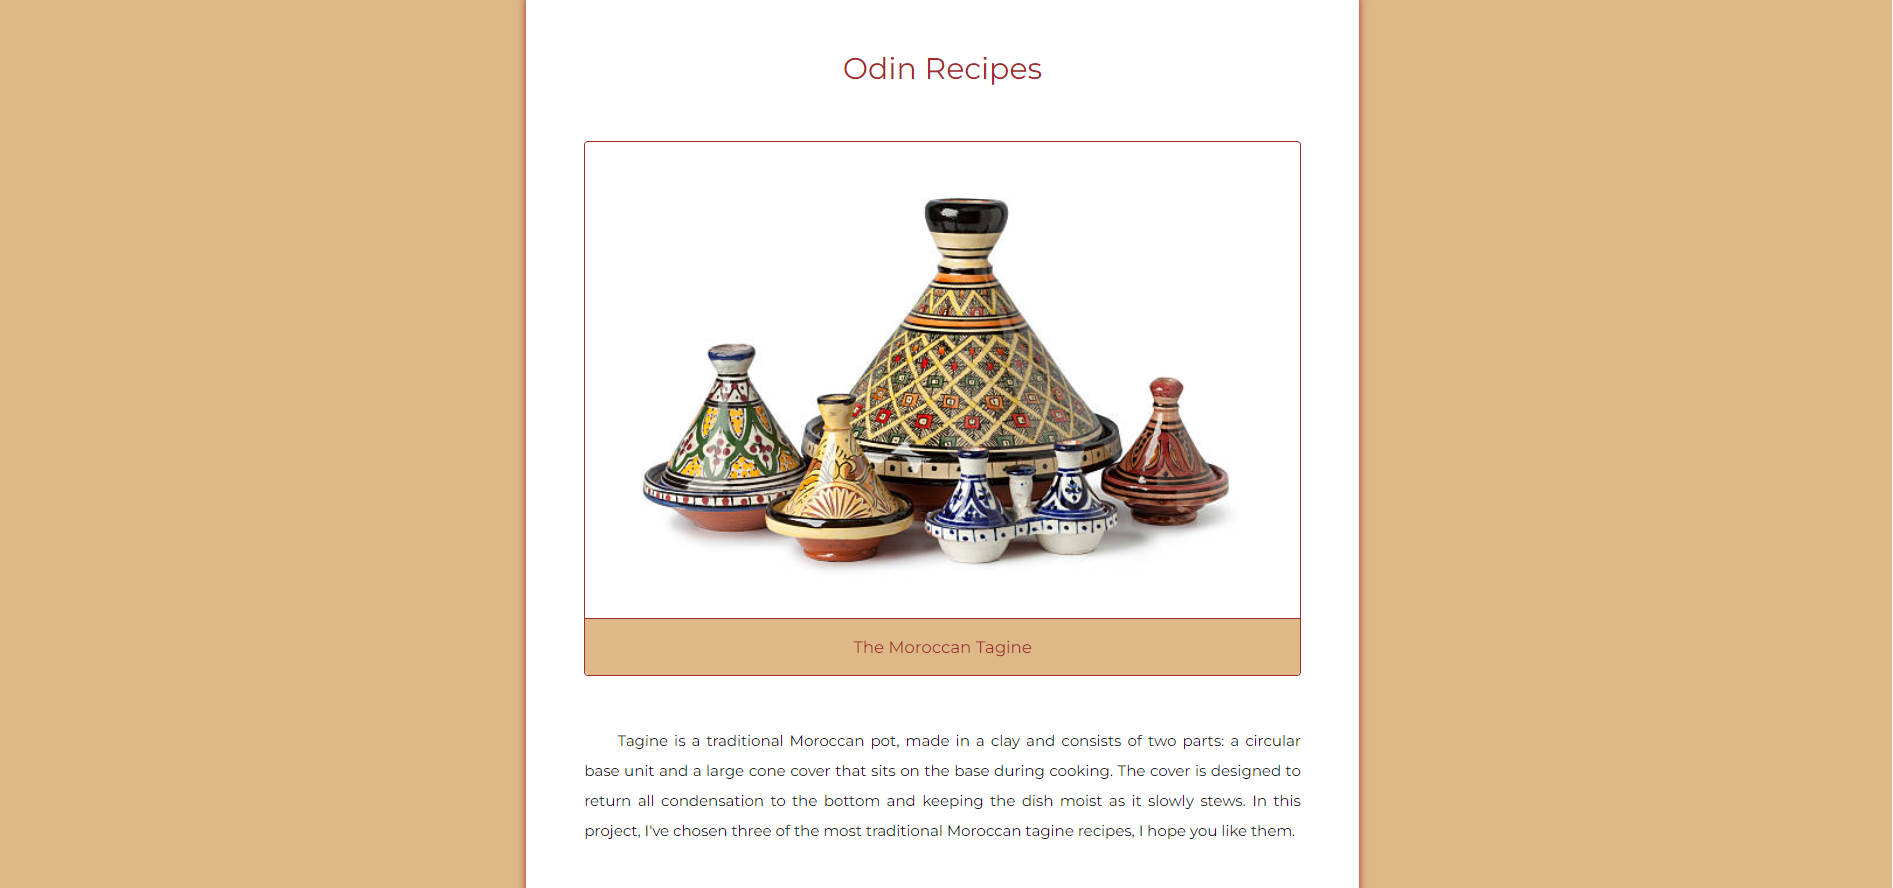 Odin Recipes
The Moroccan Tagine
Tagine is a traditional Moroccan pot, made in a clay and consists of two parts: a circular
base unit and a large cone cover that sits on the base during cooking. The cover is designed to
return all condensation to the bottom and keeping the dish moist as it slowly stews. In this
project, I've chosen three of the most traditional Moroccan tagine recipes, I hope you like them.